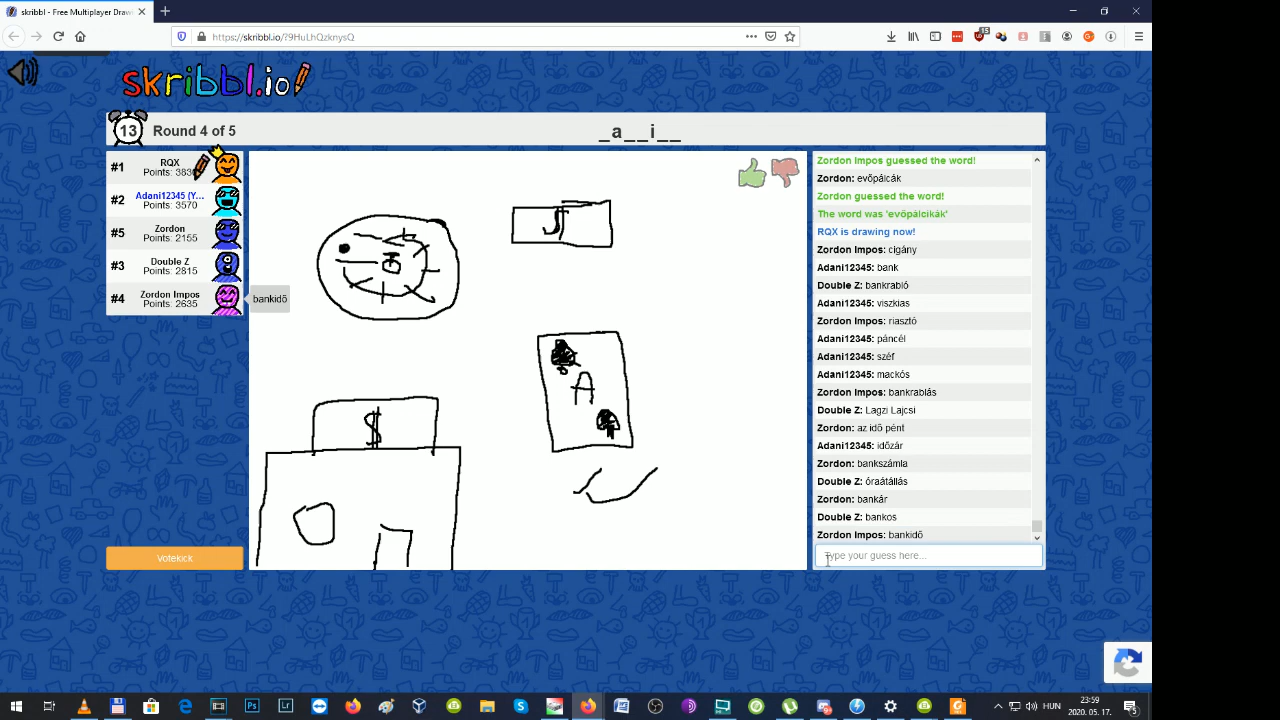 skribbl - Free Multiplayer Draw
https://skribbl.io/?9HuLhQzknysQ
15
skribbl.io
13
Round 4 of 5
_a__i__
#1
RQX
Points: 3830
#2
Adani12345 (Y...
Points: 3570
#5
Zordon
Points: 2155
#3
Double Z
Points: 2815
#4
Zordon Impos
Points: 2635
bankidő
Votekick
$
A
Zordon Impos guessed the word!
Zordon: evőpálcák
Zordon guessed the word!
The word was 'evőpálcikák'
RQX is drawing now!
Zordon Impos: cigány
Adani12345: bank
Double Z: bankrabió
Adani12345: viszkias
Zordon Impos: riasztó
Adani12345: páncél
Adani12345: széf
Adani12345: mackós
Zordon Impos: bankrablás
Double Z: Lagzi Lajcsi
Zordon: az idő pént
Adani12345: időzár
Zordon: bankszámla
Double Z: óraátállás
Zordon: bankár
Double Z: bankos
Zordon Impos: bankidő
Type your guess here...
HUN
23:59
2020. 05. 17.
5